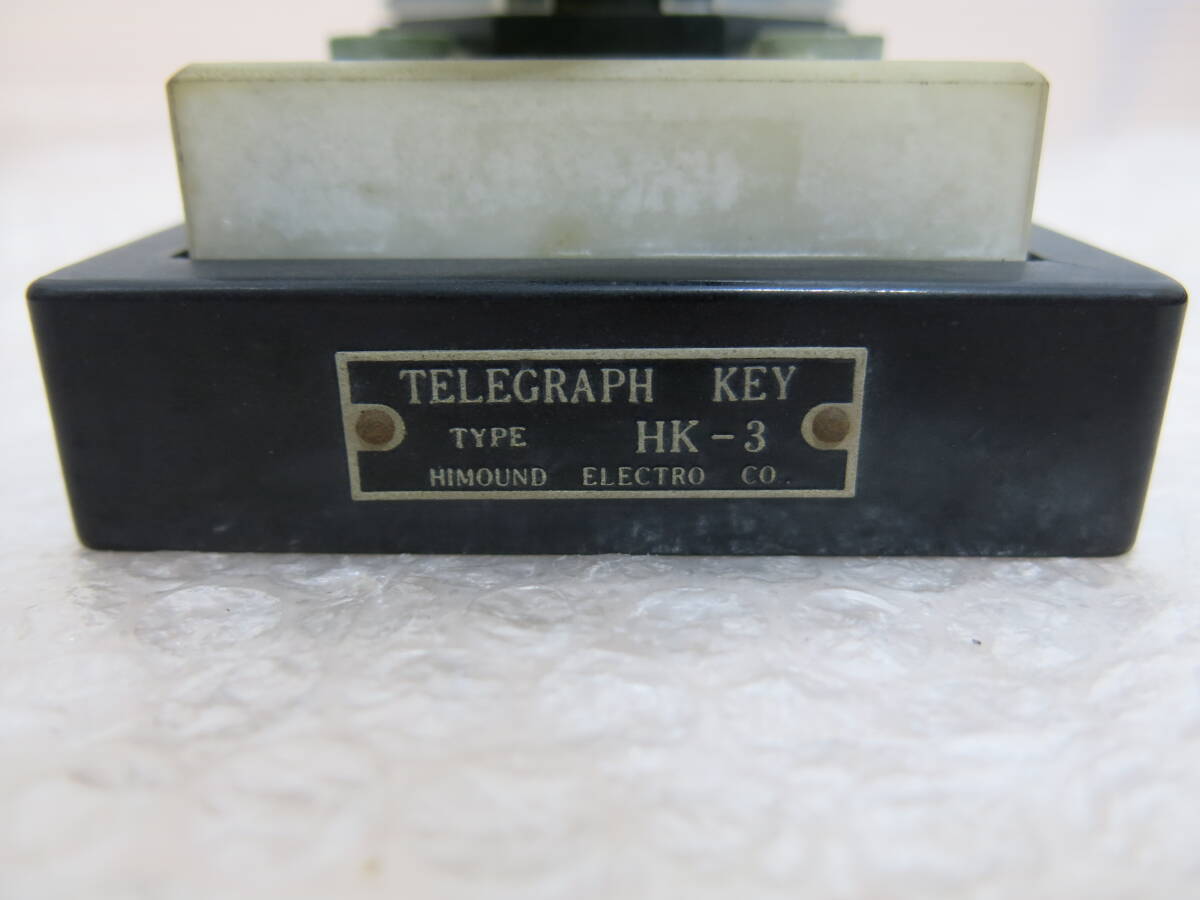 TELEGRAPH KEY
TYPE HK-3
HIMOUND ELECTRO CO.